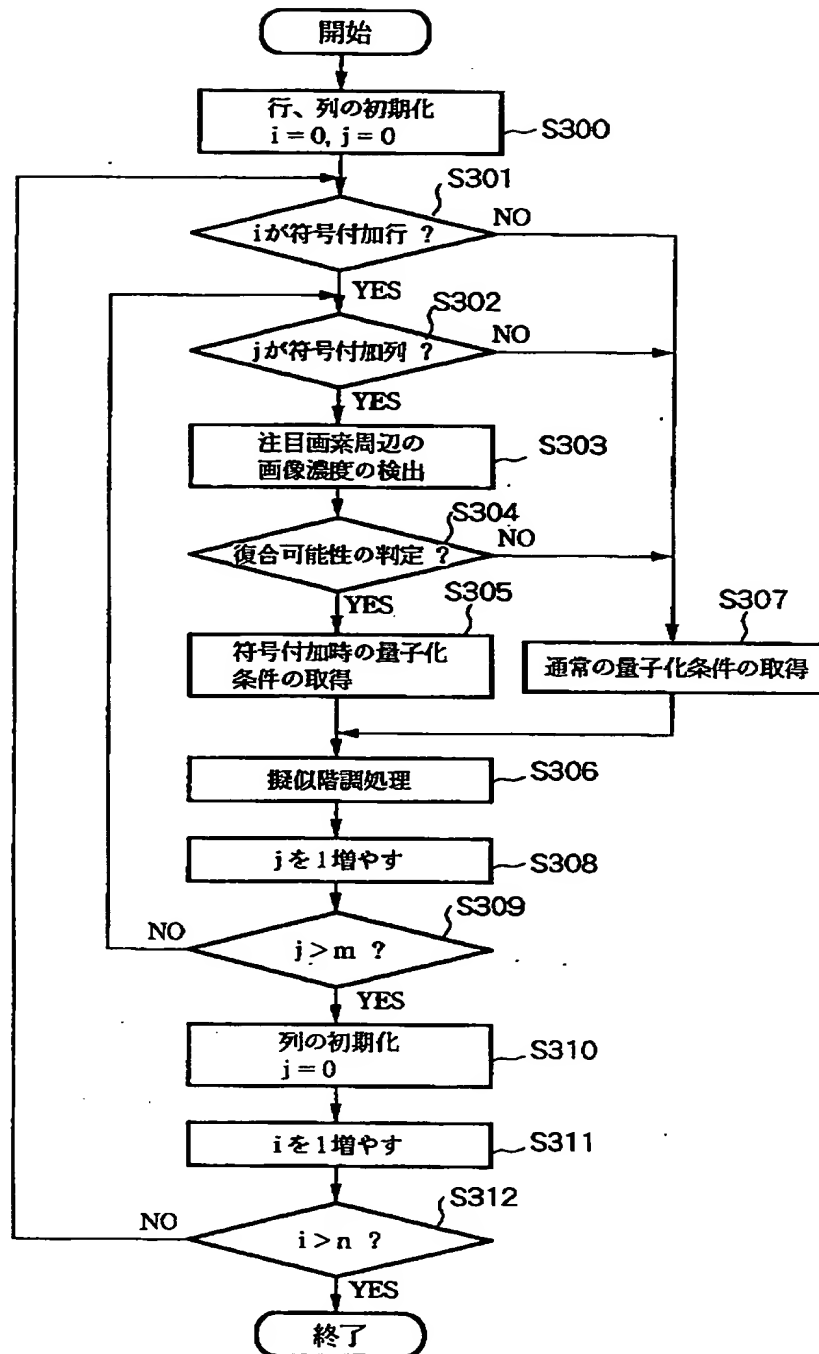 開始
行、列の初期化
i = 0, j = 0
S300
S301
iが符号付加行 ?
NO
YES
S302
jが符号付加列 ?
NO
YES
注目画素周辺の
画像濃度の検出
S303
S304
復合可能性の判定 ?
NO
YES
S305
符号付加時の量子化
条件の取得
S307
通常の量子化条件の取得
擬似階調処理
S306
jを1増やす
S308
S309
j > m ?
NO
YES
列の初期化
j = 0
S310
iを1増やす
S311
S312
i > n ?
NO
YES
終了